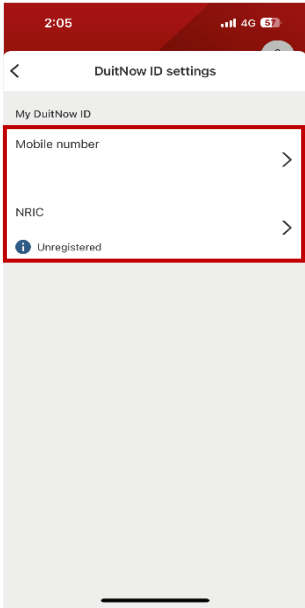 2:05
4G 57
DuitNow ID settings
My DuitNow ID
Mobile number
NRIC
Unregistered